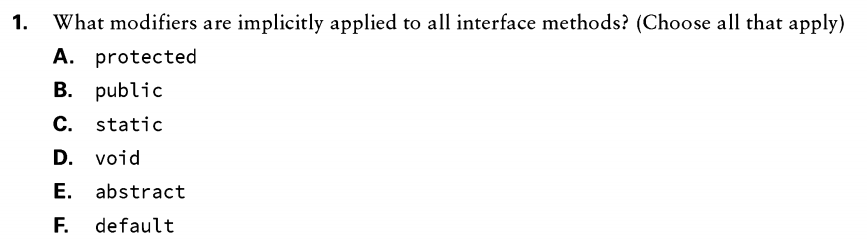 1. What modifiers are implicitly applied to all interface methods? (Choose all that apply)
A. protected
B. public
C. static
D. void
E. abstract
F. default